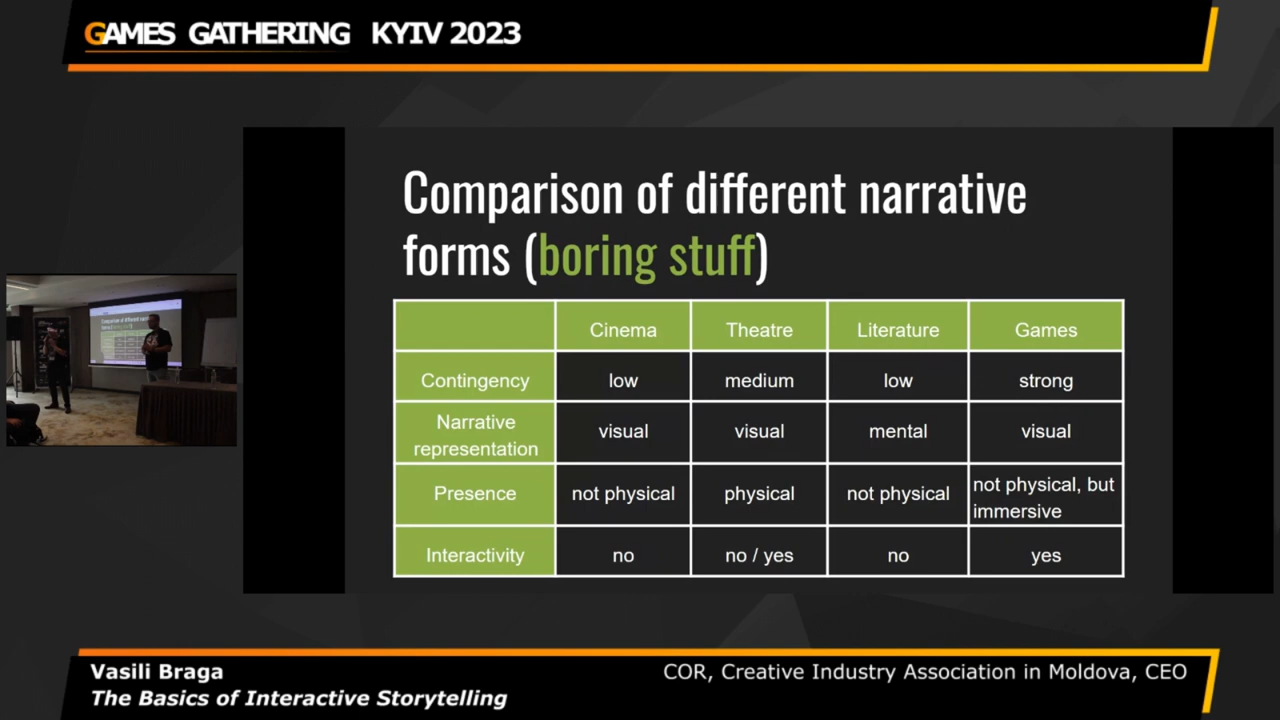 GAMES GATHERING KYIV 2023
Comparison of different narrative
forms (boring stuff)
Cinema Theatre Literature Games
Contingency low medium low strong
Narrative
representation visual visual mental visual
Presence not physical physical not physical not physical, but
immersive
Interactivity no no / yes no yes
Vasili Braga
The Basics of Interactive Storytelling
COR, Creative Industry Association in Moldova, CEO